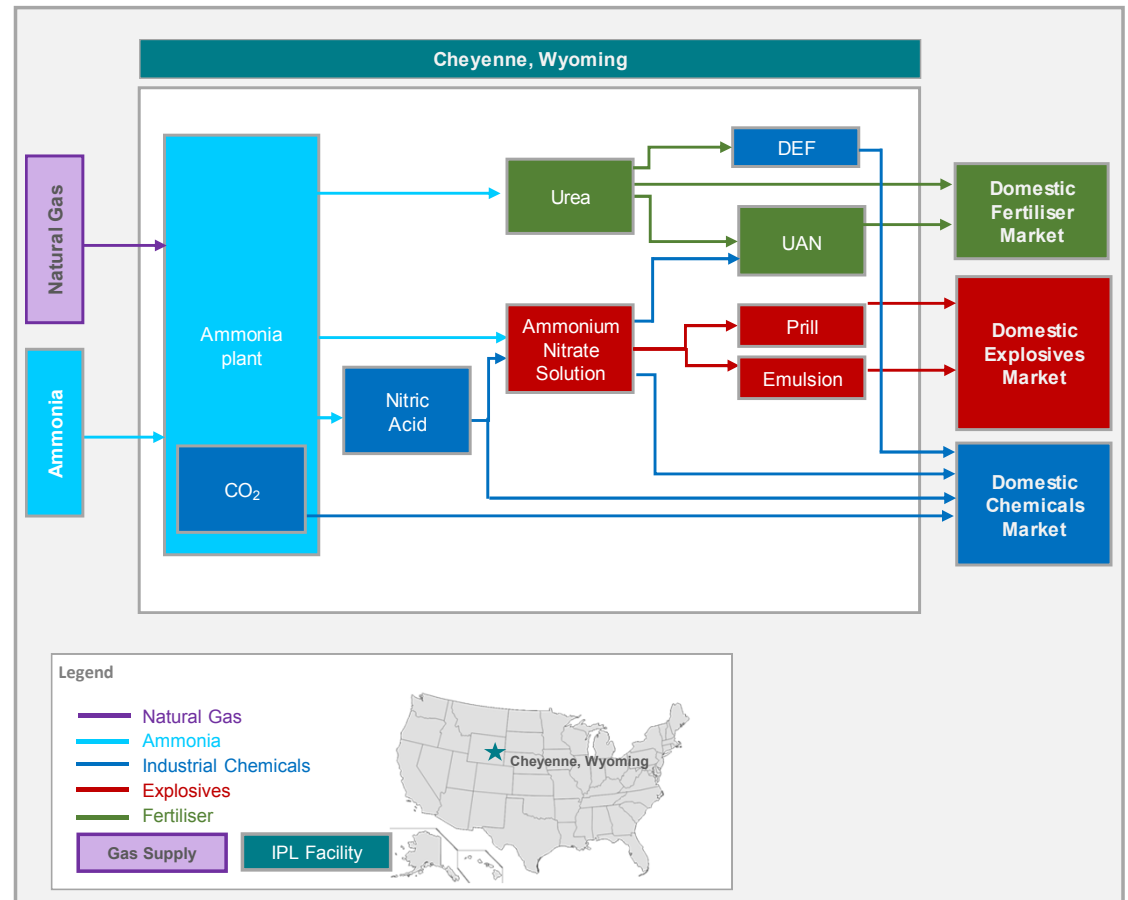 Cheyenne, Wyoming
Natural Gas
Ammonia
Ammonia
plant
CO₂
Nitric
Acid
Urea
Ammonium
Nitrate
Solution
DEF
UAN
Prill
Emulsion
Domestic
Fertiliser
Market
Domestic
Explosives
Market
Domestic
Chemicals
Market
Legend
Natural Gas
Ammonia
Industrial Chemicals
Explosives
Fertiliser
Gas Supply
IPL Facility
Cheyenne, Wyoming